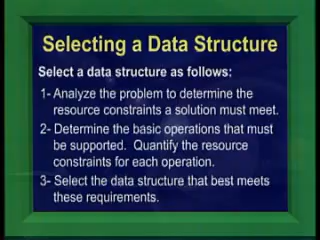 Selecting a Data Structure
Select a data structure as follows:
1- Analyze the problem to determine the
resource constraints a solution must meet.
2- Determine the basic operations that must
be supported. Quantify the resource
constraints for each operation.
3- Select the data structure that best meets
these requirements.